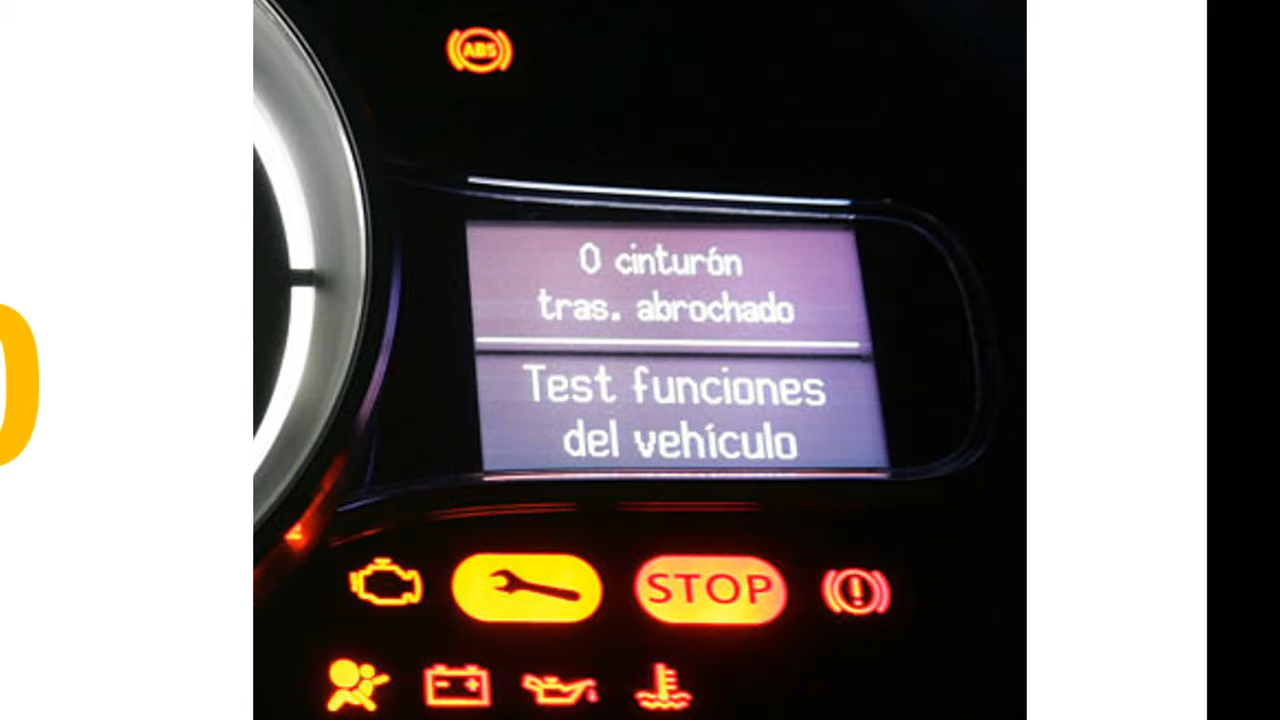 ABS
0 cinturón
tras. abrochado
Test funciones
del vehículo
STOP